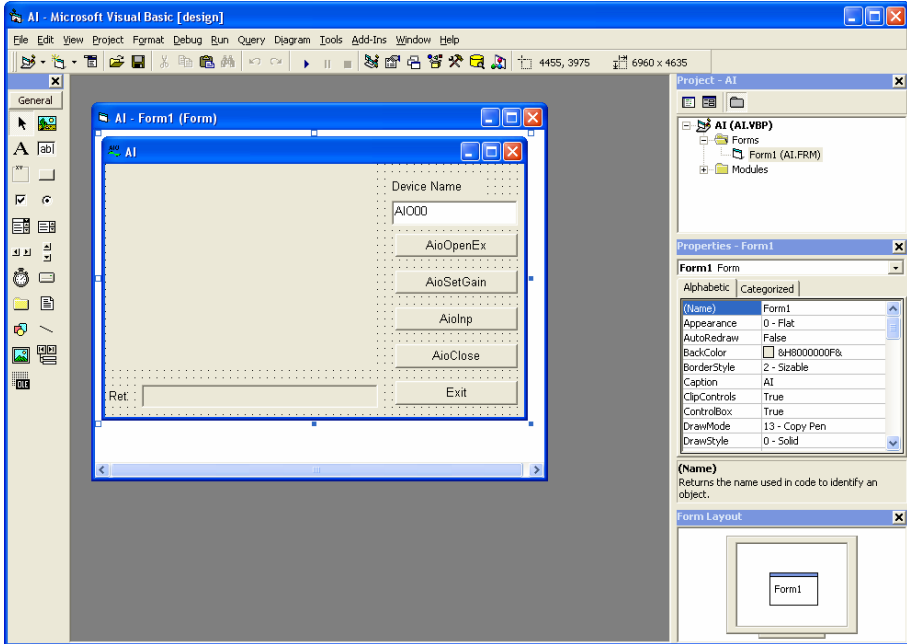 AI - Microsoft Visual Basic [design]
File Edit View Project Format Debug Run Query Diagram Tools Add-Ins Window Help
4455, 3975 6960 x 4635
General
A ab|
OLE
AI - Form1 (Form)
AI
Device Name
AIO00
AioOpenEx
AioSetGain
AioInp
AioClose
Ret: Exit
Project - AI
AI (AI.VBP)
Forms
Form1 (AI.FRM)
Modules
Properties - Form1
Form1 Form
Alphabetic Categorized
(Name) Form1
Appearance 0 - Flat
AutoRedraw False
BackColor &H8000000F&
BorderStyle 2 - Sizable
Caption AI
ClipControls True
ControlBox True
DrawMode 13 - Copy Pen
DrawStyle 0 - Solid
(Name)
Returns the name used in code to identify an
object.
Form Layout
Form1